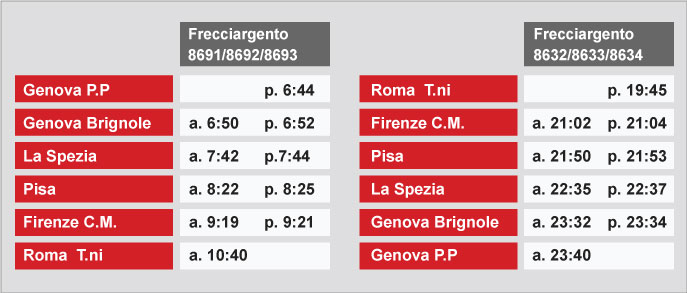 Frecciargento
8691/8692/8693
Genova P.P p. 6:44
Genova Brignole a. 6:50 p. 6:52
La Spezia a. 7:42 p.7:44
Pisa a. 8:22 p. 8:25
Firenze C.M. a. 9:19 p. 9:21
Roma T.ni a. 10:40
Frecciargento
8632/8633/8634
Roma T.ni p. 19:45
Firenze C.M. a. 21:02 p. 21:04
Pisa a. 21:50 p. 21:53
La Spezia a. 22:35 p. 22:37
Genova Brignole a. 23:32 p. 23:34
Genova P.P a. 23:40